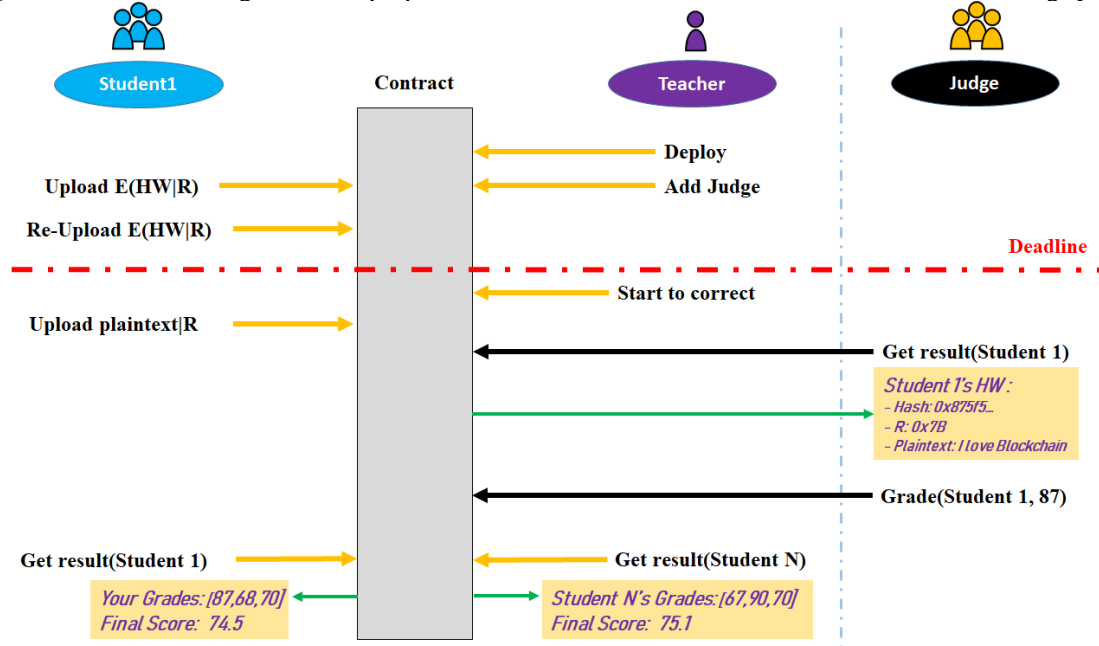 Student1
Contract
Teacher
Judge
Deploy
Upload E(HW|R)
Add Judge
Re-Upload E(HW|R)
Deadline
Start to correct
Upload plaintext|R
Get result(Student 1)
Student 1's HW :
- Hash: 0x875f5...
- R: 0x7B
- Plaintext: I love Blockchain
Grade(Student 1, 87)
Get result(Student 1)
Get result(Student N)
Your Grades:[87,68,70]
Final Score: 74.5
Student N's Grades:[67,90,70]
Final Score: 75.1